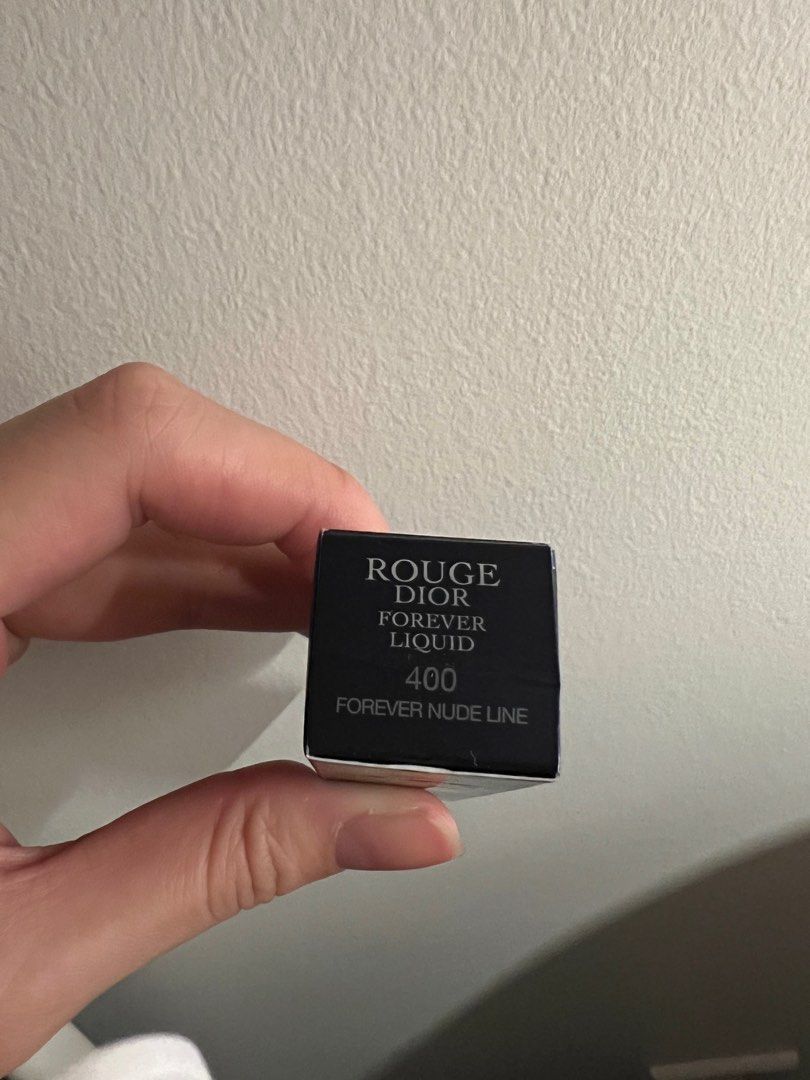 ROUGE
DIOR
FOREVER
LIQUID
400
FOREVER NUDE LINE